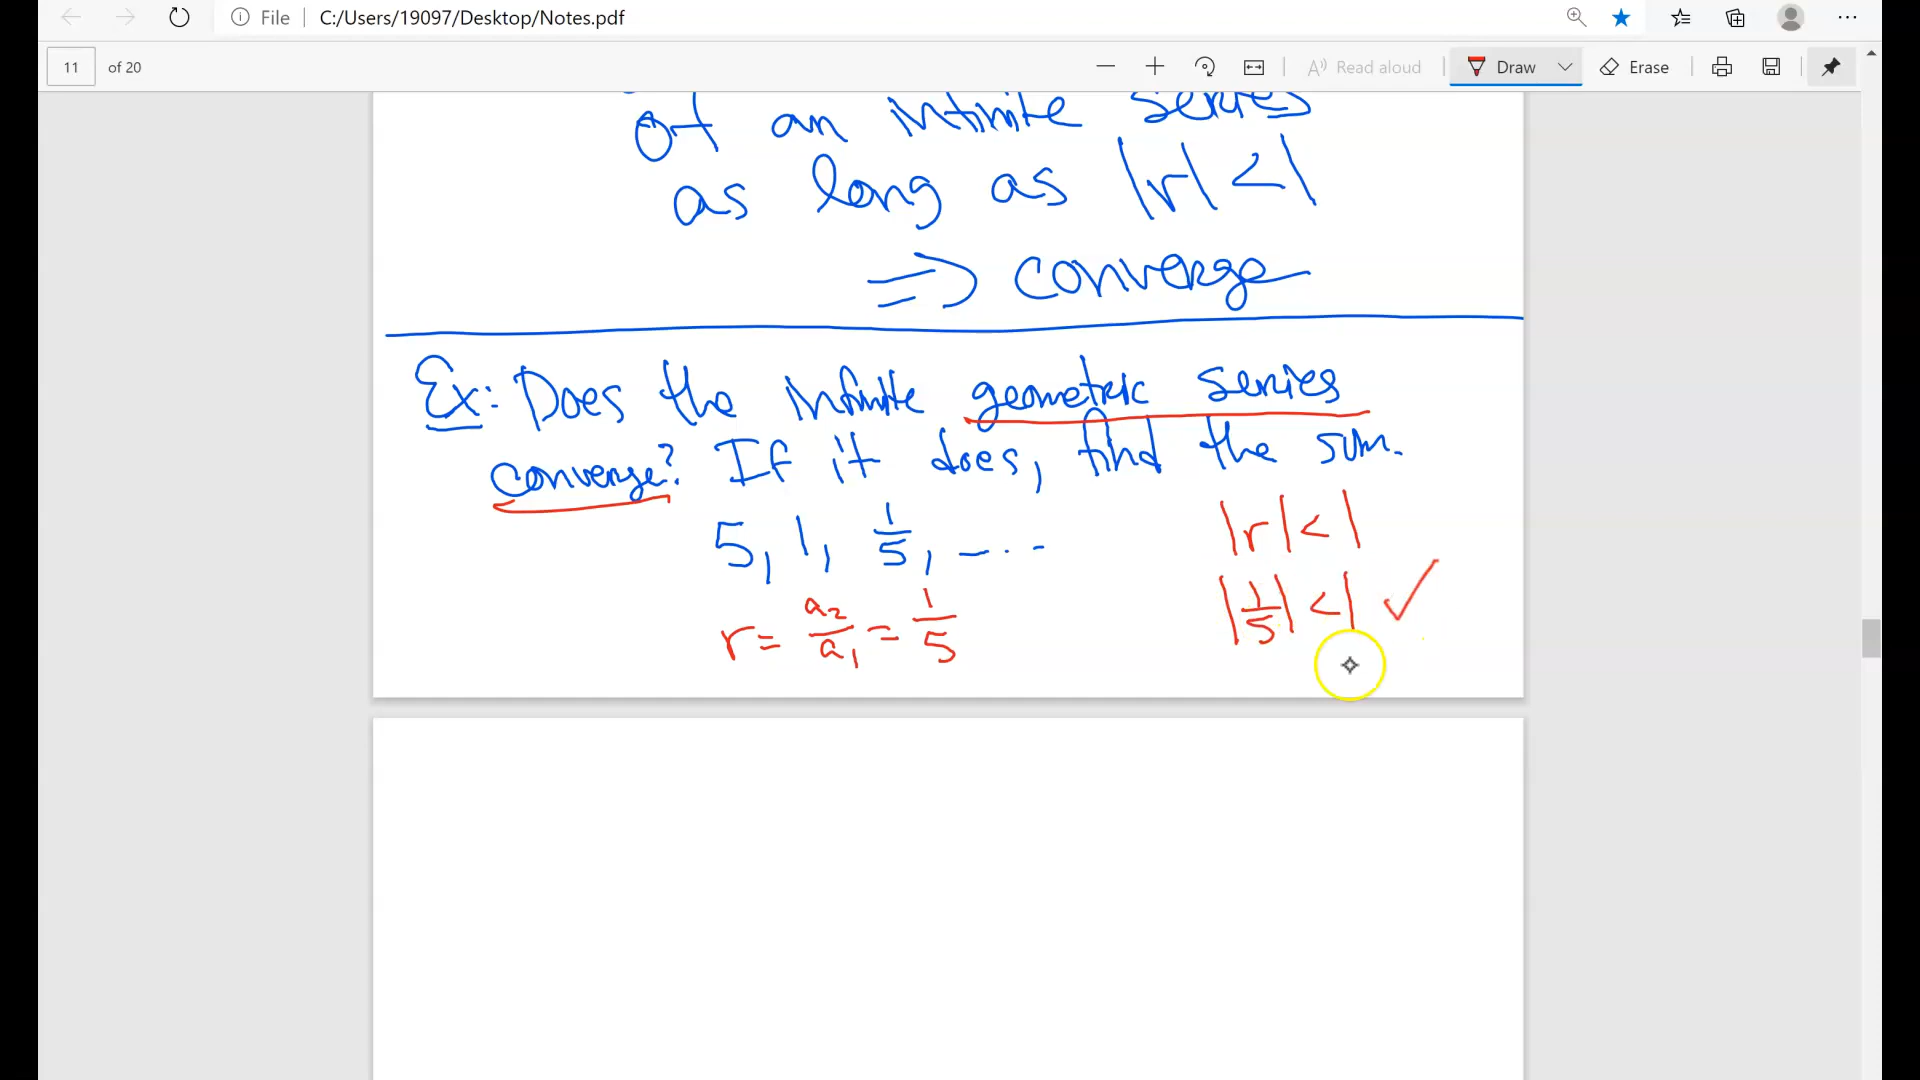 File C:/Users/19097/Desktop/Notes.pdf
11 of 20 Read aloud Draw Erase
of an infinite series
as long as |r| < 1
⇒ converge
Ex: Does the infinite geometric series
converge? If it does, find the sum.
5, 1, 1/5, ....
|r| < 1
r = a₂/a₁ = 1/5
|1/5| < 1 ✓